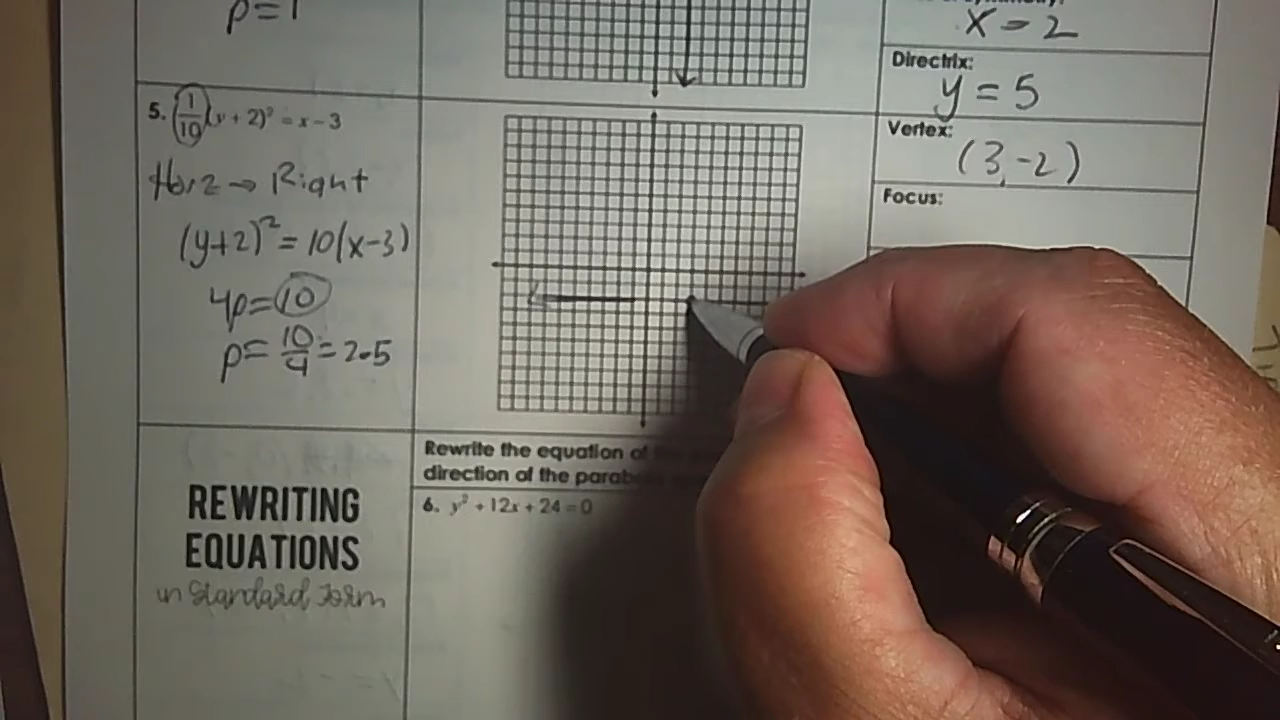 p = 1
x = 2
Directrix:
y = 5
5. (1/10)(y + 2)² = x − 3
Horz → Right
(y+2)² = 10(x−3)
4p = 10
p = 10/4 = 2.5
Vertex:
(3,-2)
Focus:
REWRITING
EQUATIONS
in Standard Form
Rewrite the equation of
direction of the
6. y² + 12x + 24 = 0